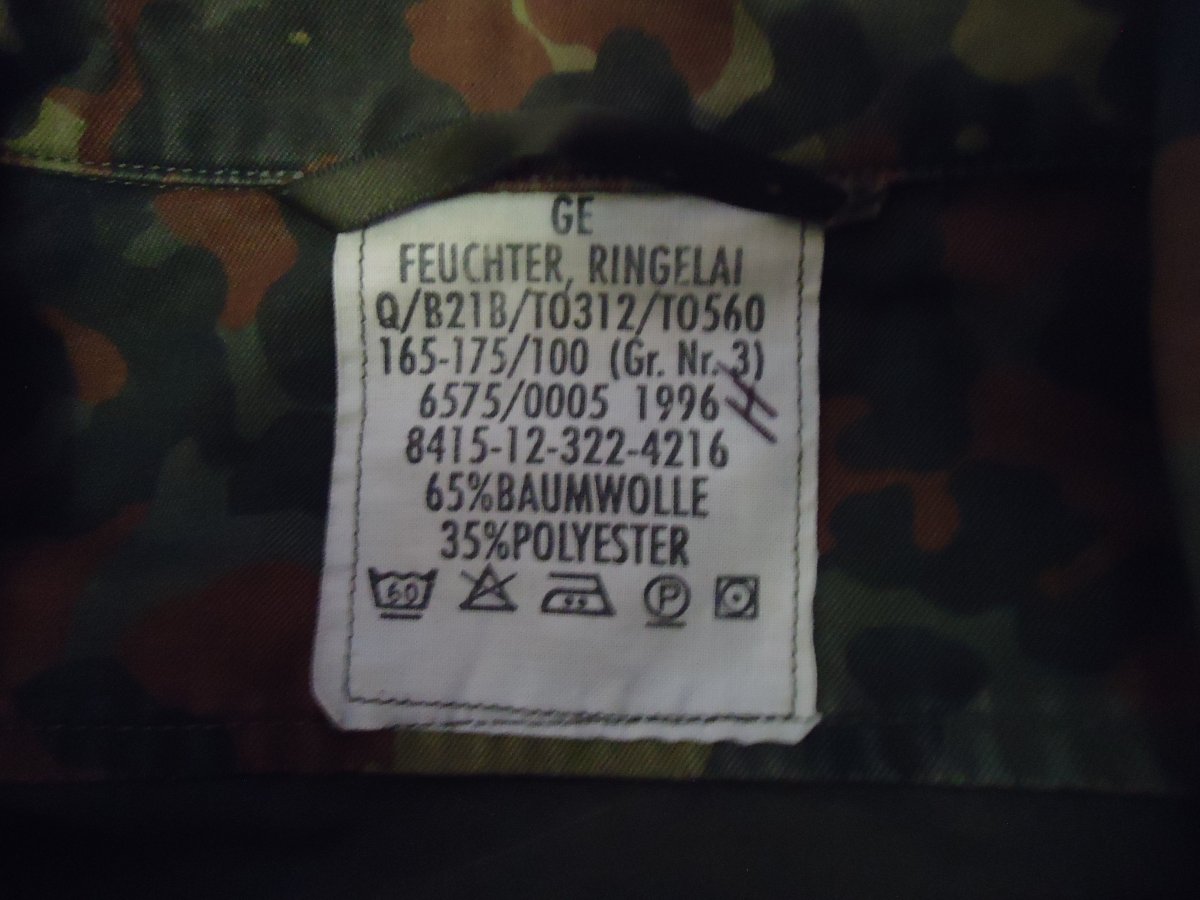 GE
FEUCHTER, RINGELAI
Q/B21B/T0312/T0560
165-175/100 (Gr. Nr. 3)
6575/0005 1996 H
8415-12-322-4216
65%BAUMWOLLE
35%POLYESTER
60 P